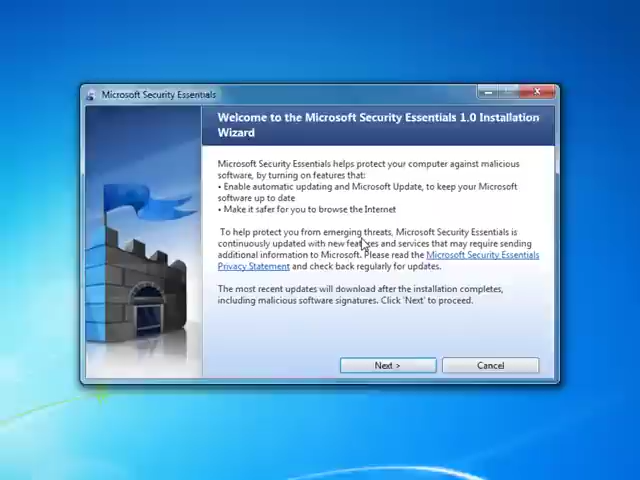 Microsoft Security Essentials
Welcome to the Microsoft Security Essentials 1.0 Installation
Wizard
Microsoft Security Essentials helps protect your computer against malicious
software, by turning on features that:
• Enable automatic updating and Microsoft Update, to keep your Microsoft
software up to date
• Make it safer for you to browse the Internet
To help protect you from emerging threats, Microsoft Security Essentials is
continuously updated with new features and services that may require sending
additional information to Microsoft. Please read the Microsoft Security Essentials
Privacy Statement and check back regularly for updates.
The most recent updates will download after the installation completes,
including malicious software signatures. Click 'Next' to proceed.
Next >
Cancel